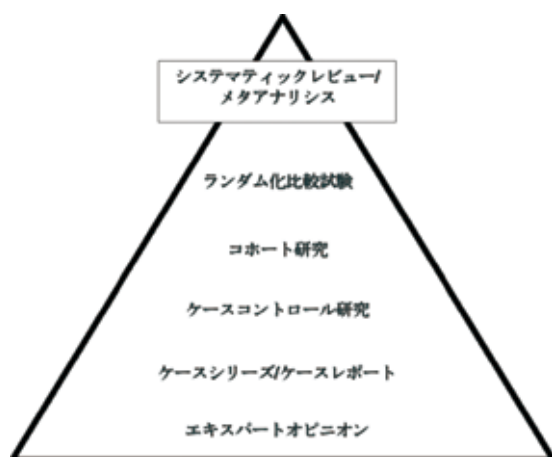 システマティックレビュー/
メタアナリシス
ランダム化比較試験
コホート研究
ケースコントロール研究
ケースシリーズ/ケースレポート
エキスパートオピニオン